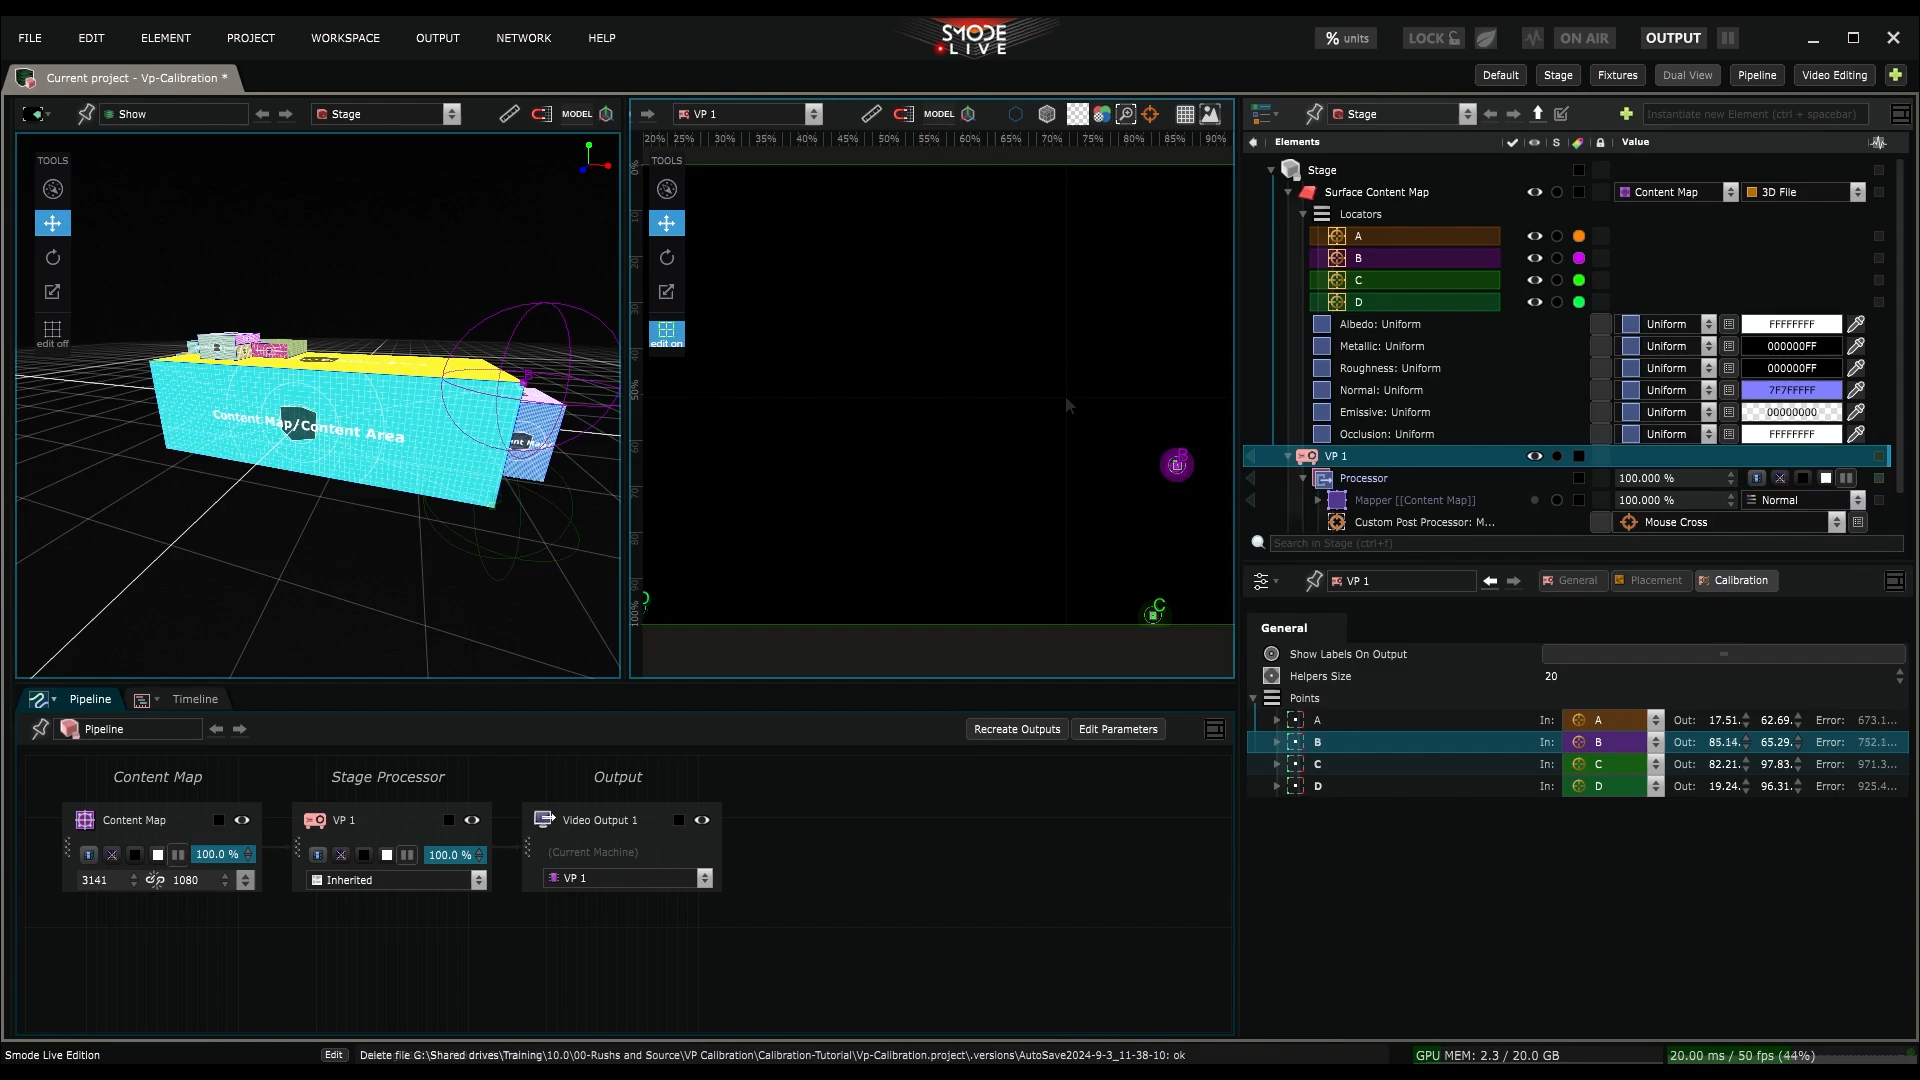 FILE EDIT ELEMENT PROJECT WORKSPACE OUTPUT NETWORK HELP
SMODE LIVE
% units LOCK ON AIR OUTPUT
Current project - Vp-Calibration *
Default Stage Fixtures Dual View Pipeline Video Editing
Show Stage MODEL
VP 1 MODEL
Stage Instantiate new Element (ctrl + spacebar)
20% 25% 30% 35% 40% 45% 50% 55% 60% 65% 70% 75% 80% 85% 90%
TOOLS
edit off
TOOLS
edit on
0%
10%
20%
30%
40%
50%
60%
70%
80%
90%
100%
Content Map/Content Area
B
B
C
Elements S Value
Stage
Surface Content Map Content Map 3D File
Locators
A
B
C
D
Albedo: Uniform Uniform FFFFFFFF
Metallic: Uniform Uniform 000000FF
Roughness: Uniform Uniform 000000FF
Normal: Uniform Uniform 7F7FFFFF
Emissive: Uniform Uniform 00000000
Occlusion: Uniform Uniform FFFFFFFF
VP 1
Processor 100.000 %
Mapper [[Content Map]] 100.000 % Normal
Custom Post Processor: M... Mouse Cross
Search in Stage (ctrl+f)
VP 1 General Placement Calibration
General
Show Labels On Output
Helpers Size 20
Points
A In: A Out: 17.51. 62.69. Error: 673.1...
B In: B Out: 85.14. 65.29. Error: 752.1...
C In: C Out: 82.21. 97.83. Error: 971.3...
D In: D Out: 19.24. 96.31. Error: 925.4...
Pipeline Timeline
Pipeline Recreate Outputs Edit Parameters
Content Map Stage Processor Output
Content Map VP 1 Video Output 1
100.0 % 100.0 % (Current Machine)
3141 1080 Inherited VP 1
Smode Live Edition Edit Delete file G:\Shared drives\Training\10.0\00-Rushs and Source\VP Calibration\Calibration-Tutorial\Vp-Calibration.project\.versions\AutoSave2024-9-3_11-38-10: ok GPU MEM: 2.3 / 20.0 GB 20.00 ms / 50 fps (44%)